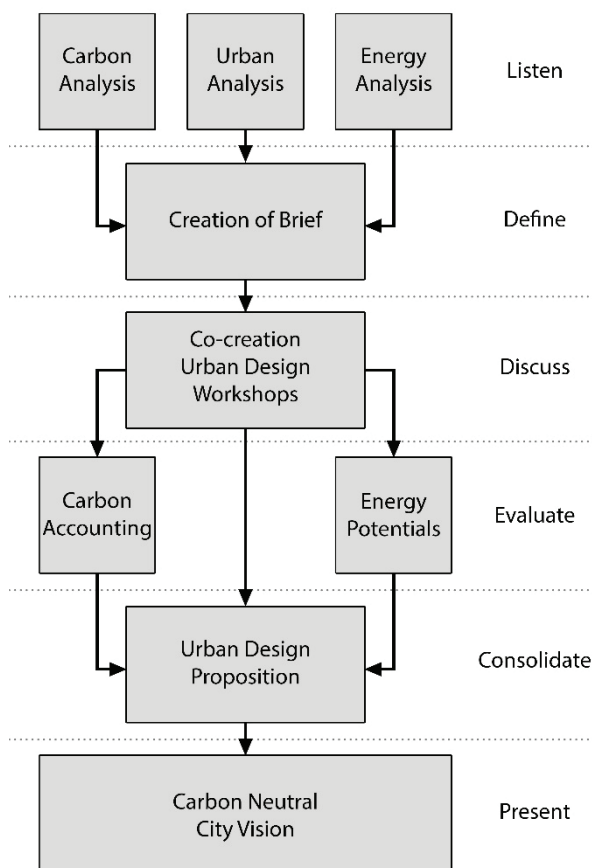 Carbon
Analysis
Urban
Analysis
Energy
Analysis
Listen
Creation of Brief
Define
Co-creation
Urban Design
Workshops
Discuss
Carbon
Accounting
Energy
Potentials
Evaluate
Urban Design
Proposition
Consolidate
Carbon Neutral
City Vision
Present